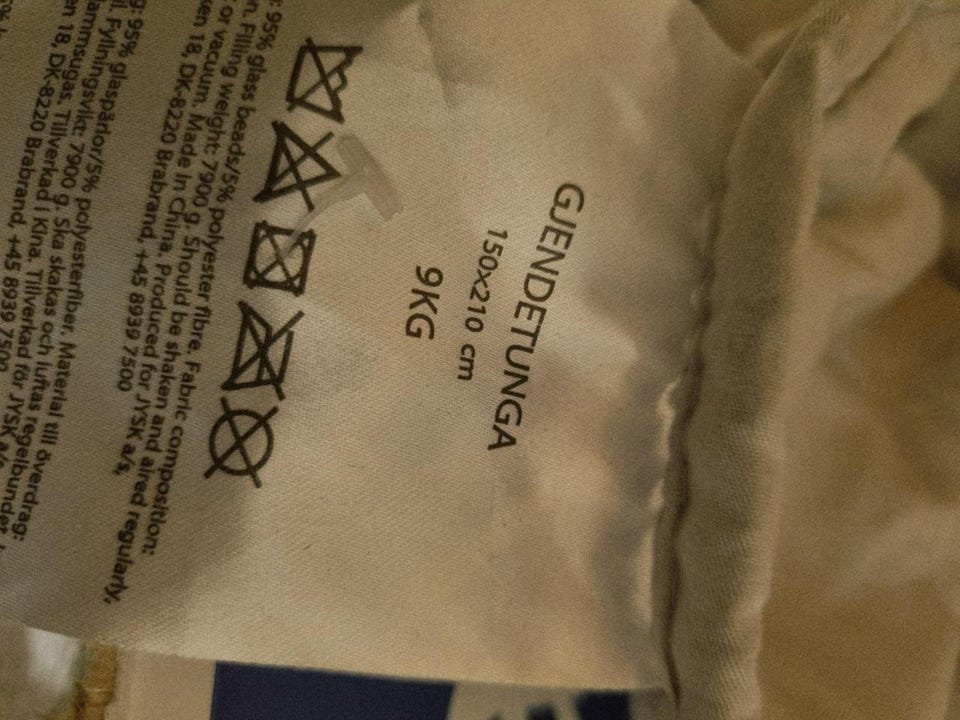 GJENDETUNGA
150x210 cm
9KG
: 95% glass beads/5% polyester fibre. Fabric composition:
Filling weight: 7900 g. Should be shaken and aired regularly,
or vacuum. Made in China. Produced for JYSK a/s,
18, DK-8220 Brabrand, +45 8939 7500
95% glaspärlor/5% polyesterfiber. Material till överdrag:
Fyllningsvikt: 7900 g. Ska skakas och luftas regelbundet
Tillverkad i Kina. Tillverkad för JYSK a/s
18, DK-8220 Brabrand, +45 8939 7500